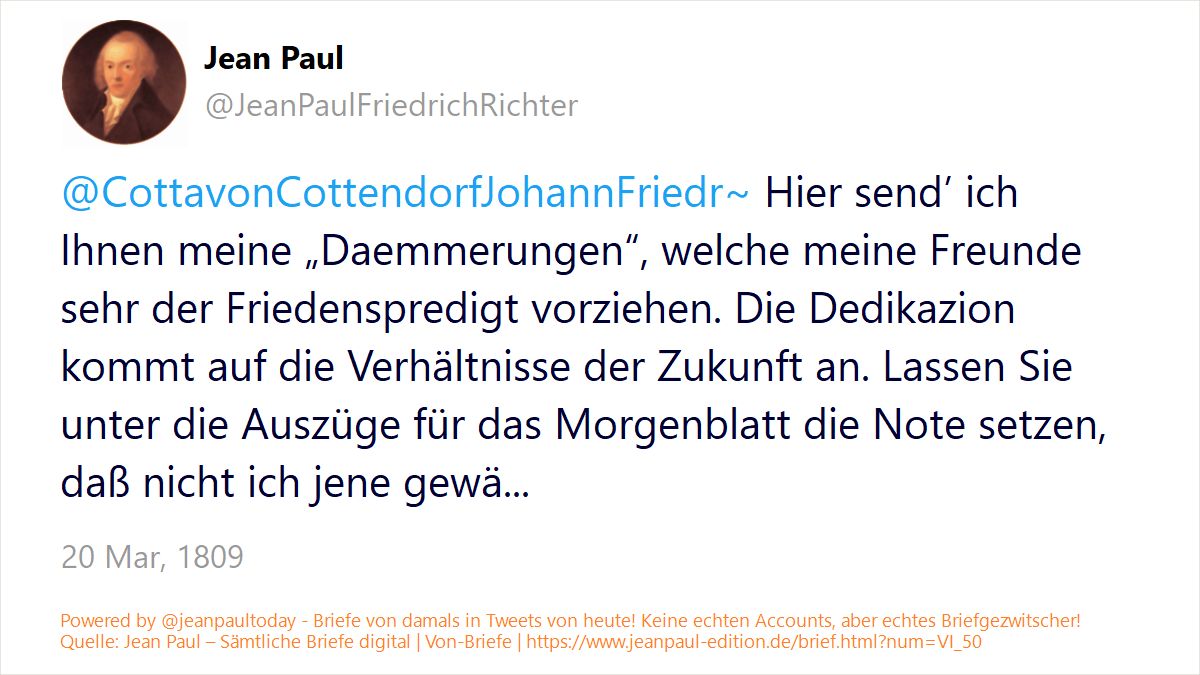 Jean Paul
@JeanPaulFriedrichRichter
@CottavonCottendorfJohannFriedr~ Hier send’ ich
Ihnen meine „Daemmerungen“, welche meine Freunde
sehr der Friedenspredigt vorziehen. Die Dedikazion
kommt auf die Verhältnisse der Zukunft an. Lassen Sie
unter die Auszüge für das Morgenblatt die Note setzen,
daß nicht ich jene gewä...
20 Mar, 1809
Powered by @jeanpaultoday - Briefe von damals in Tweets von heute! Keine echten Accounts, aber echtes Briefgezwitscher!
Quelle: Jean Paul – Sämtliche Briefe digital | Von-Briefe | https://www.jeanpaul-edition.de/brief.html?num=VI_50